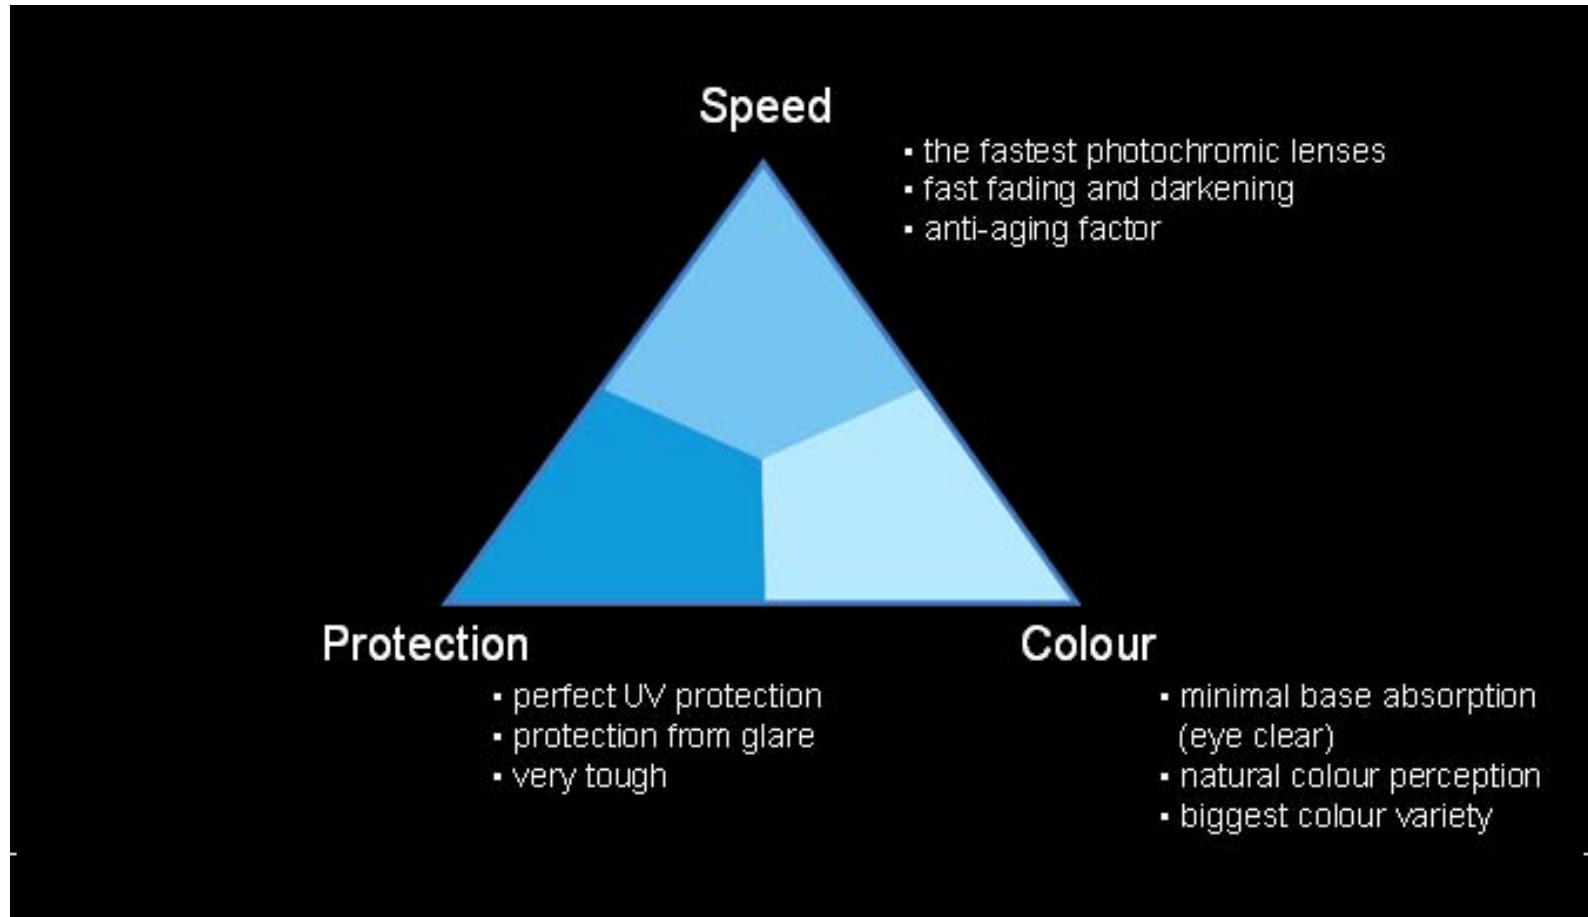 Speed
▪ the fastest photochromic lenses
▪ fast fading and darkening
▪ anti-aging factor
Protection
▪ perfect UV protection
▪ protection from glare
▪ very tough
Colour
▪ minimal base absorption
(eye clear)
▪ natural colour perception
▪ biggest colour variety